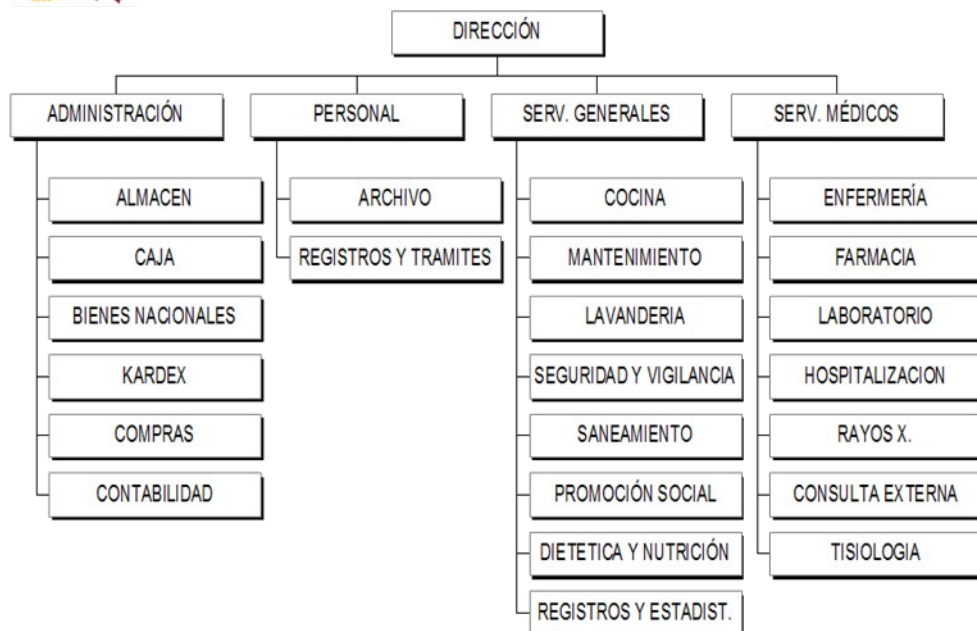 DIRECCIÓN
ADMINISTRACIÓN
PERSONAL
SERV. GENERALES
SERV. MÉDICOS
ALMACEN
CAJA
BIENES NACIONALES
KARDEX
COMPRAS
CONTABILIDAD
ARCHIVO
REGISTROS Y TRAMITES
COCINA
MANTENIMIENTO
LAVANDERIA
SEGURIDAD Y VIGILANCIA
SANEAMIENTO
PROMOCIÓN SOCIAL
DIETETICA Y NUTRICIÓN
REGISTROS Y ESTADIST.
ENFERMERÍA
FARMACIA
LABORATORIO
HOSPITALIZACION
RAYOS X.
CONSULTA EXTERNA
TISIOLOGIA